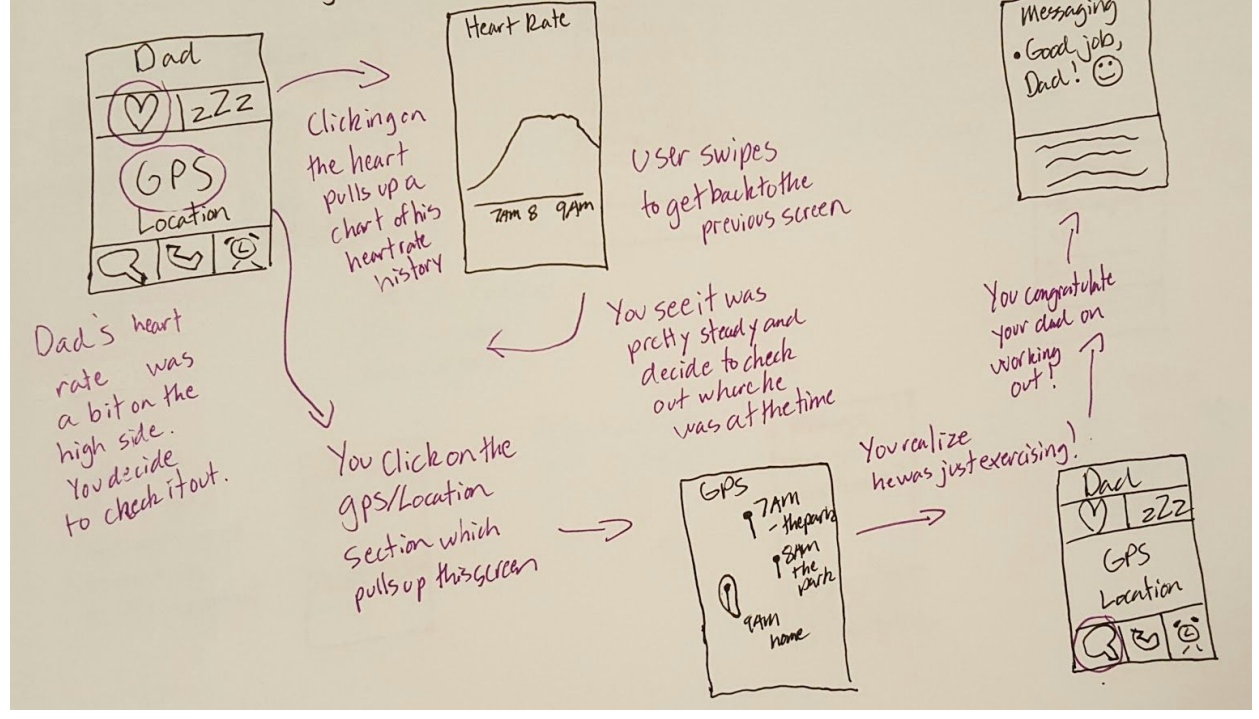 Dad
zZz
GPS
Location
Dad's heart
rate was
a bit on the
high side.
You decide
to check it out.
Clicking on
the heart
pulls up a
chart of his
heart rate
history
Heart Rate
7AM 8 9AM
User swipes
to get back to the
previous screen
You see it was
pretty steady and
decide to check
out where he
was at the time
You click on the
gps/Location
section which
pulls up this screen
GPS
7AM
- the park
8AM
the
park
9AM
home
You realize
he was just exercising!
Dad
zZz
GPS
Location
You congratulate
your dad on
working
out!
Messaging
• Good job,
Dad! ☺